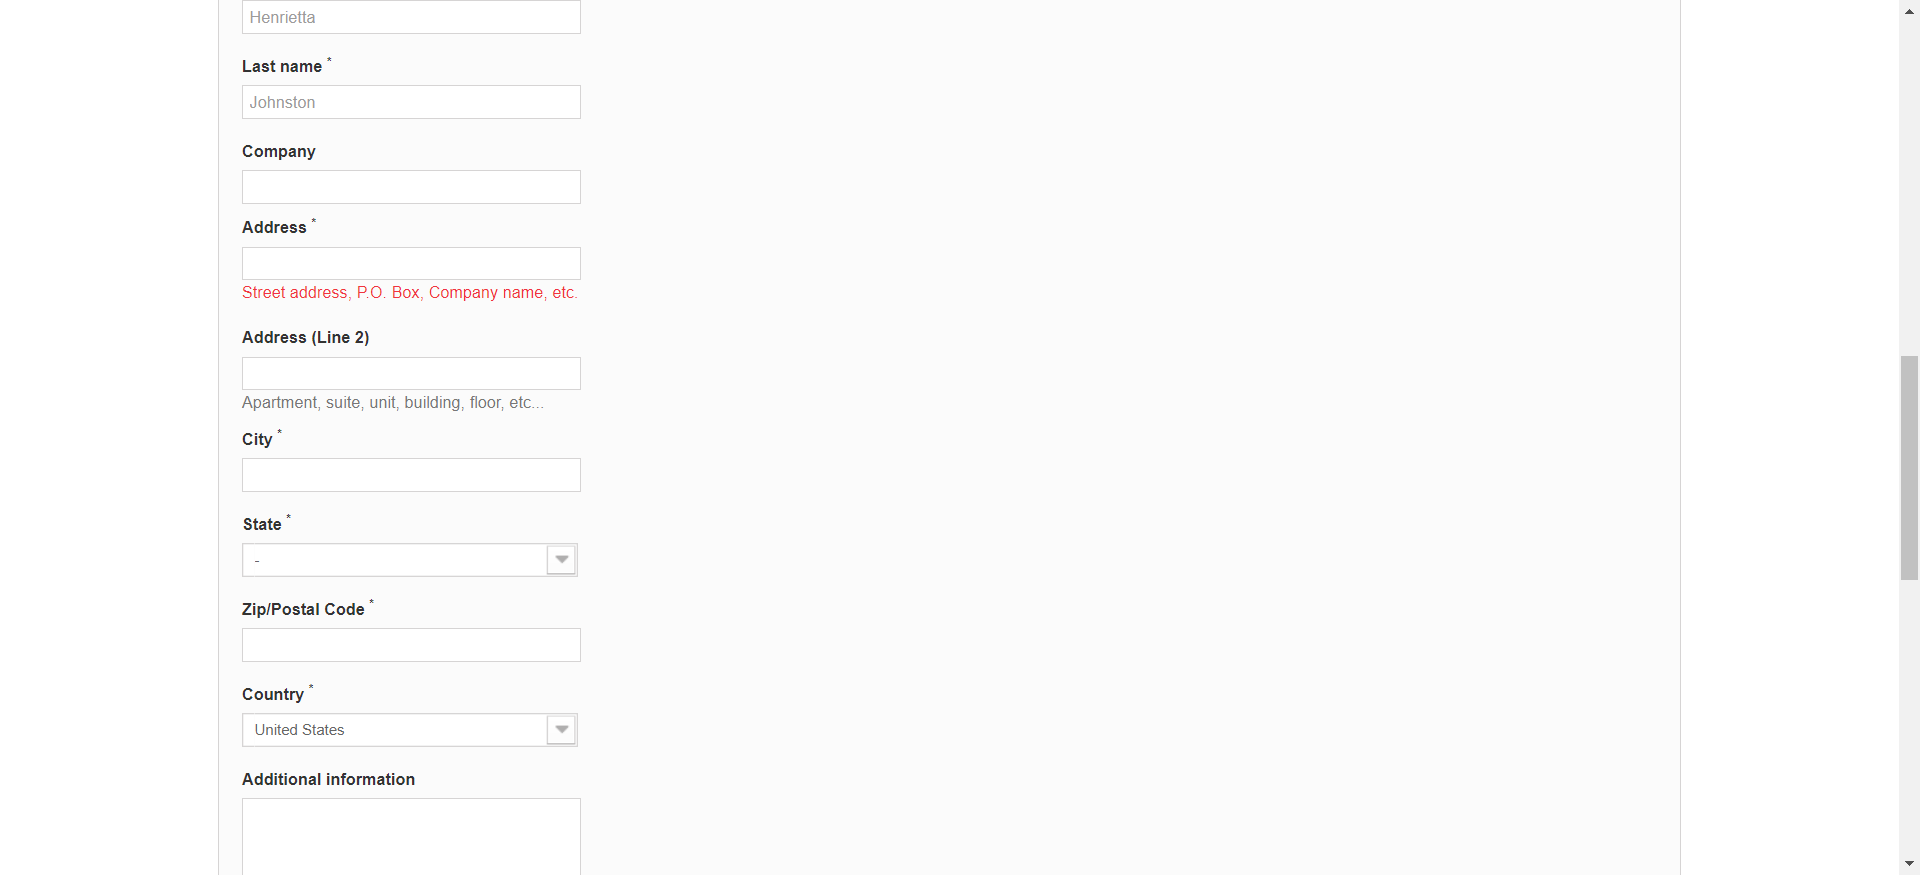 Henrietta
Last name *
Johnston
Company
Address *
Street address, P.O. Box, Company name, etc.
Address (Line 2)
Apartment, suite, unit, building, floor, etc...
City *
State *
-
Zip/Postal Code *
Country *
United States
Additional information